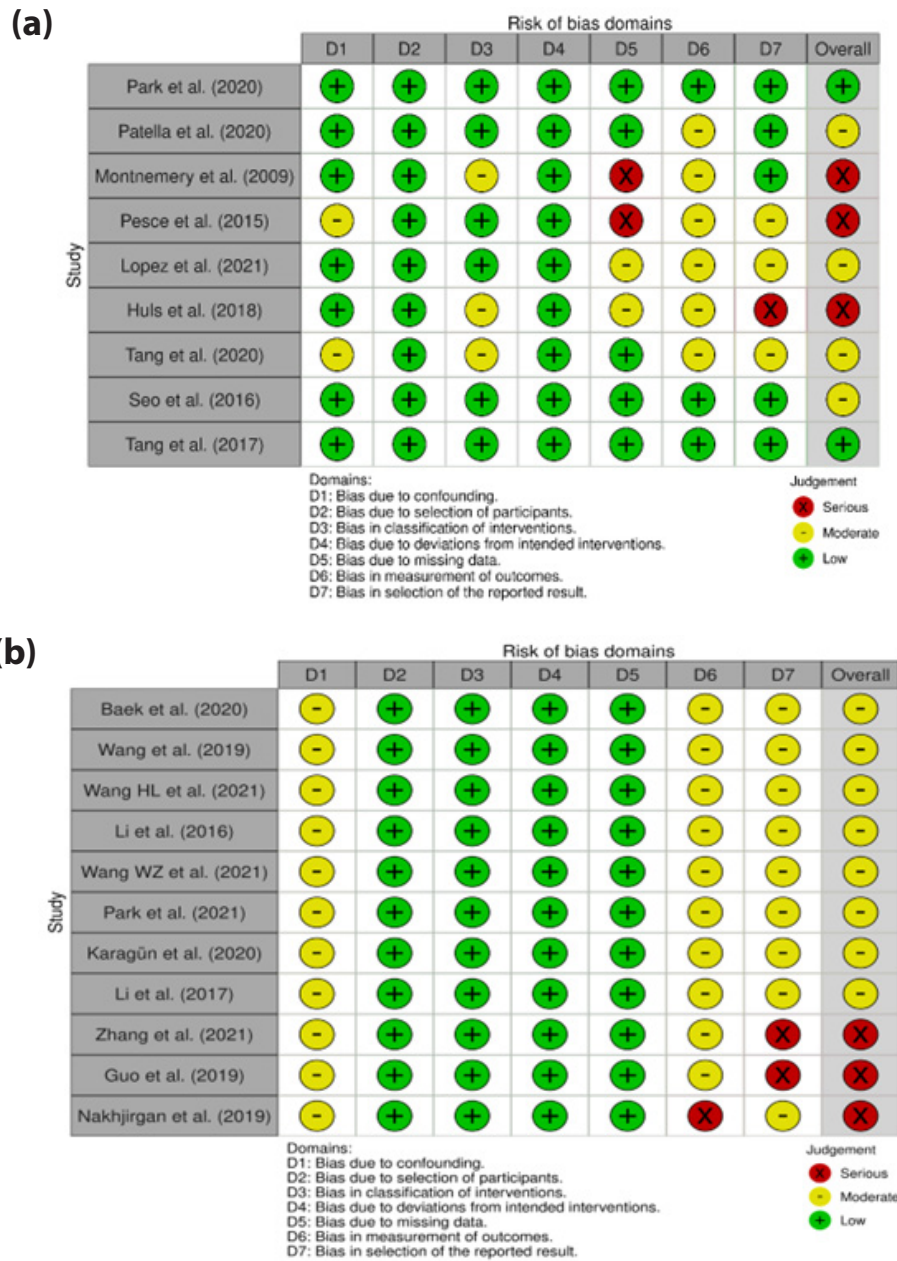 (a)
Risk of bias domains
D1 D2 D3 D4 D5 D6 D7 Overall
Study
Park et al. (2020) + + + + + + + +
Patella et al. (2020) + + + + + - + -
Montnemery et al. (2009) + + - + X - + X
Pesce et al. (2015) - + + + X - - X
Lopez et al. (2021) + + + + - - - -
Huls et al. (2018) + + - + - - X X
Tang et al. (2020) - + - + + - - -
Seo et al. (2016) + + + + + + + -
Tang et al. (2017) + + + + + + + +
Domains:
D1: Bias due to confounding.
D2: Bias due to selection of participants.
D3: Bias in classification of interventions.
D4: Bias due to deviations from intended interventions.
D5: Bias due to missing data.
D6: Bias in measurement of outcomes.
D7: Bias in selection of the reported result.
Judgement
X Serious
- Moderate
+ Low
(b)
Risk of bias domains
D1 D2 D3 D4 D5 D6 D7 Overall
Study
Baek et al. (2020) - + + + + - - -
Wang et al. (2019) - + + + + - - -
Wang HL et al. (2021) - + + + + - - -
Li et al. (2016) - + + + + - - -
Wang WZ et al. (2021) - + + + + - - -
Park et al. (2021) - + + + + - - -
Karagün et al. (2020) - + + + + - - -
Li et al. (2017) - + + + + - - -
Zhang et al. (2021) - + + + + - X X
Guo et al. (2019) - + + + + - X X
Nakhjirgan et al. (2019) - + + + + X - X
Domains:
D1: Bias due to confounding.
D2: Bias due to selection of participants.
D3: Bias in classification of interventions.
D4: Bias due to deviations from intended interventions.
D5: Bias due to missing data.
D6: Bias in measurement of outcomes.
D7: Bias in selection of the reported result.
Judgement
X Serious
- Moderate
+ Low